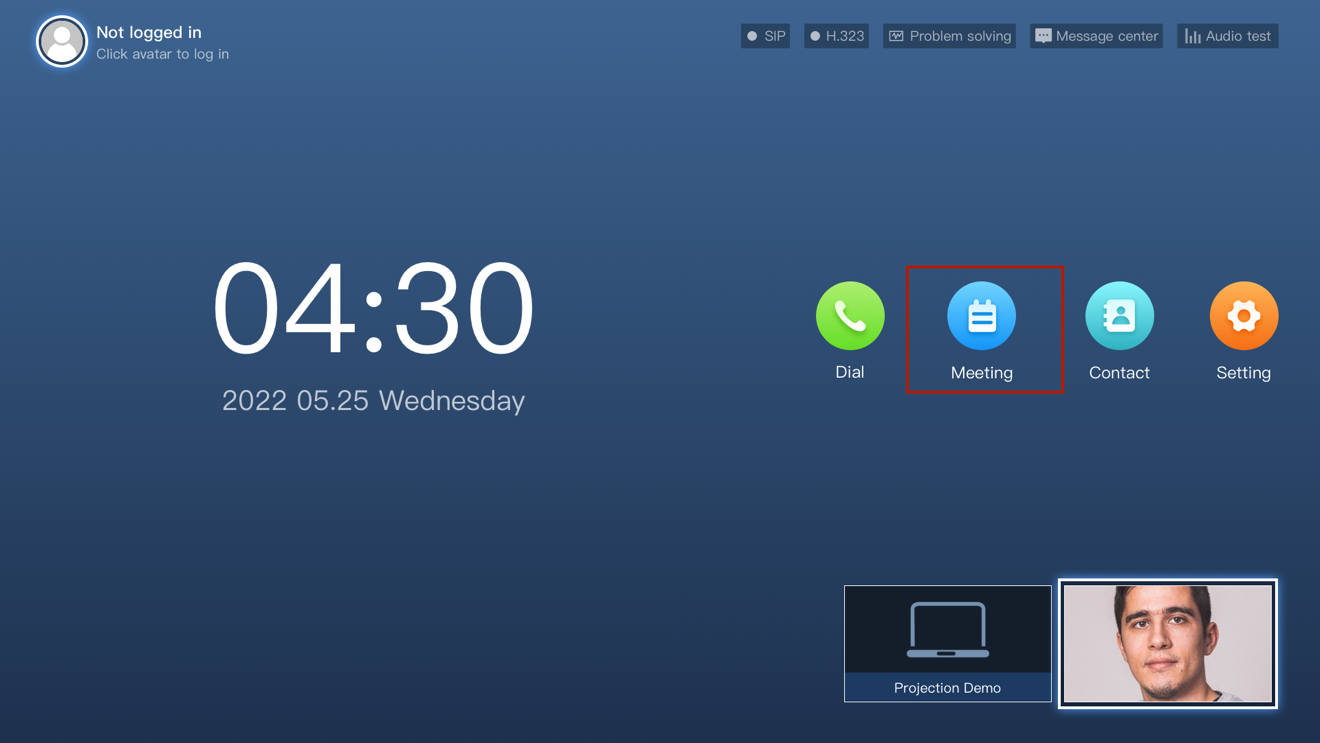 Not logged in
Click avatar to log in
SIP
H.323
Problem solving
Message center
Audio test
04:30
2022 05.25 Wednesday
Dial
Meeting
Contact
Setting
Projection Demo